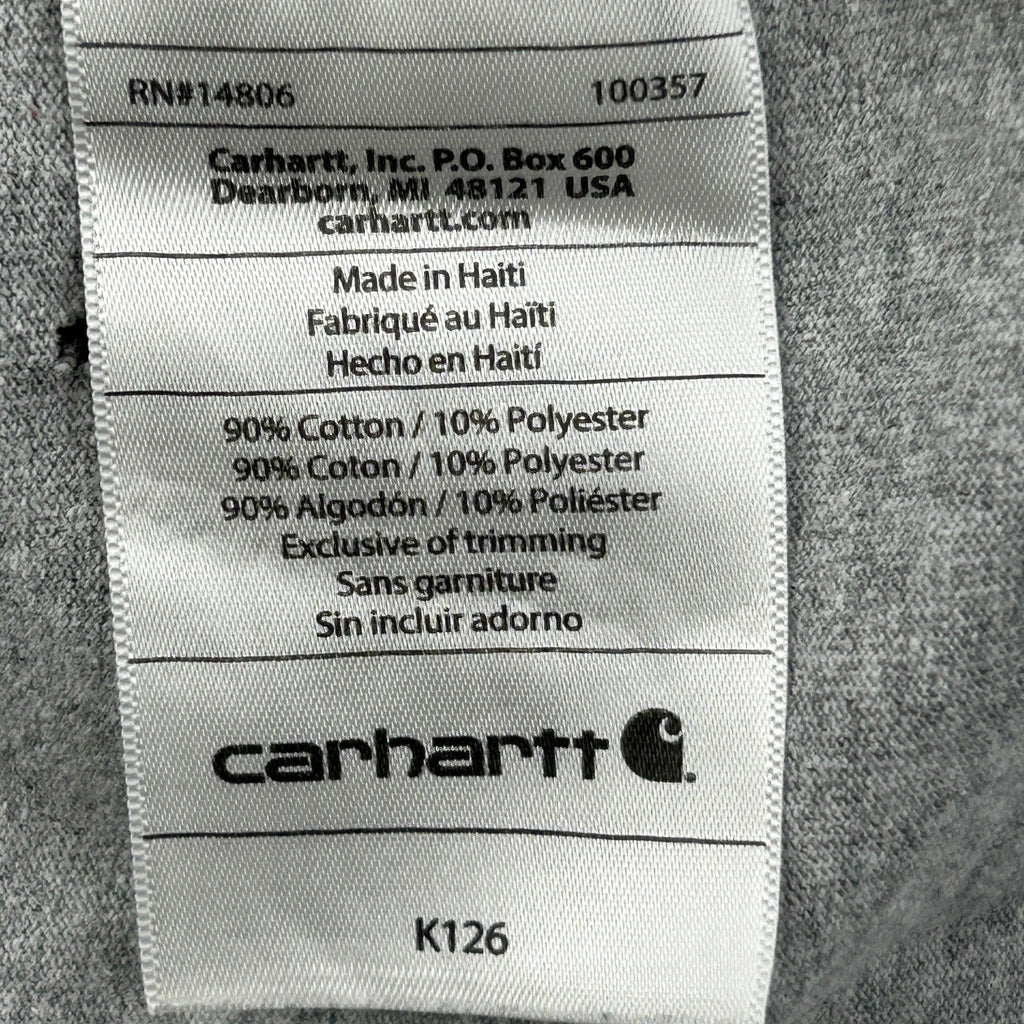 RN#14806 100357
Carhartt, Inc. P.O. Box 600
Dearborn, MI 48121 USA
carhartt.com
Made in Haiti
Fabriqué au Haïti
Hecho en Haití
90% Cotton / 10% Polyester
90% Coton / 10% Polyester
90% Algodón / 10% Poliéster
Exclusive of trimming
Sans garniture
Sin incluir adorno
carhartt
K126